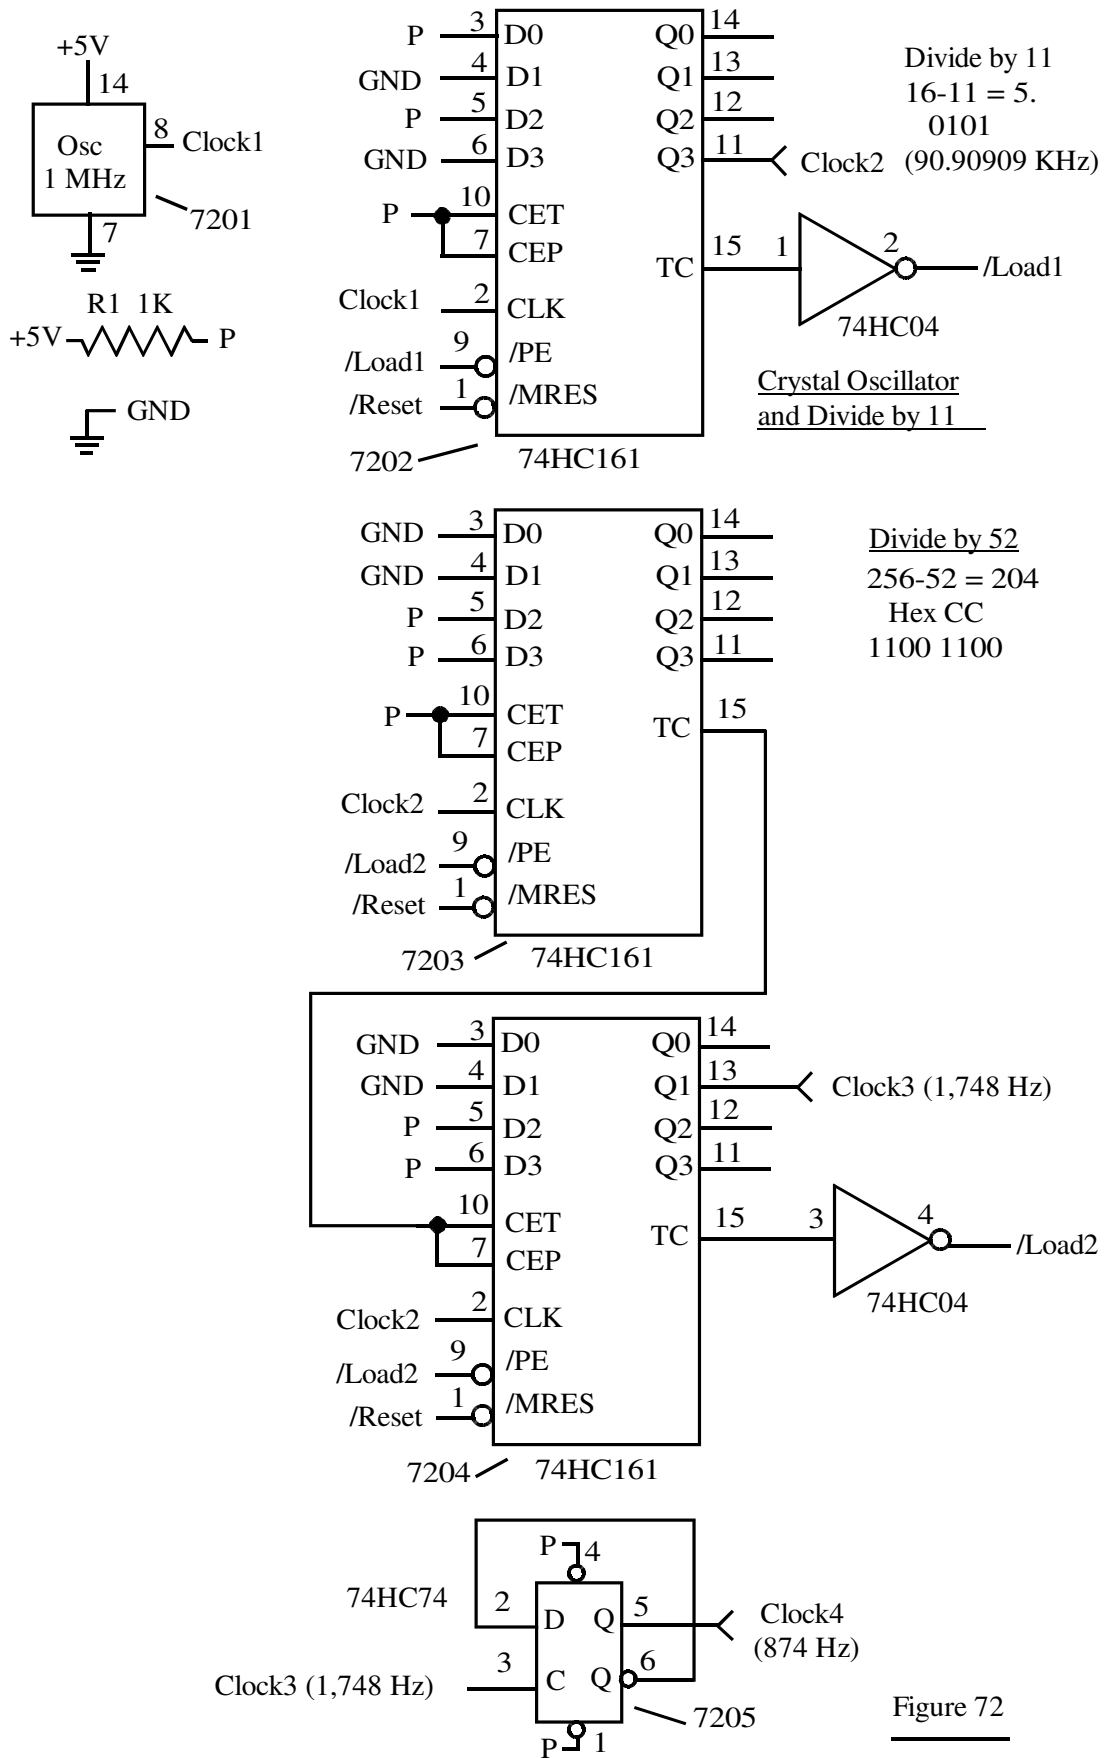 +5V
14
Osc
1 MHz
8 Clock1
7
7201
R1 1K
+5V P
GND
P 3 D0 Q0 14
GND 4 D1 Q1 13
P 5 D2 Q2 12
GND 6 D3 Q3 11 Clock2
P 10 CET
7 CEP
TC 15 1 2 /Load1
74HC04
Clock1 2 CLK
/Load1 9 /PE
/Reset 1 /MRES
7202 74HC161
Divide by 11
16-11 = 5.
0101
(90.90909 KHz)
Crystal Oscillator
and Divide by 11
GND 3 D0 Q0 14
GND 4 D1 Q1 13
P 5 D2 Q2 12
P 6 D3 Q3 11
P 10 CET
7 CEP
TC 15
Clock2 2 CLK
/Load2 9 /PE
/Reset 1 /MRES
7203 74HC161
Divide by 52
256-52 = 204
Hex CC
1100 1100
GND 3 D0 Q0 14
GND 4 D1 Q1 13 Clock3 (1,748 Hz)
P 5 D2 Q2 12
P 6 D3 Q3 11
10 CET
7 CEP
TC 15 3 4 /Load2
74HC04
Clock2 2 CLK
/Load2 9 /PE
/Reset 1 /MRES
7204 74HC161
P 4
74HC74
2 D Q 5 Clock4
(874 Hz)
Clock3 (1,748 Hz) 3 C Q 6
7205
P 1
Figure 72